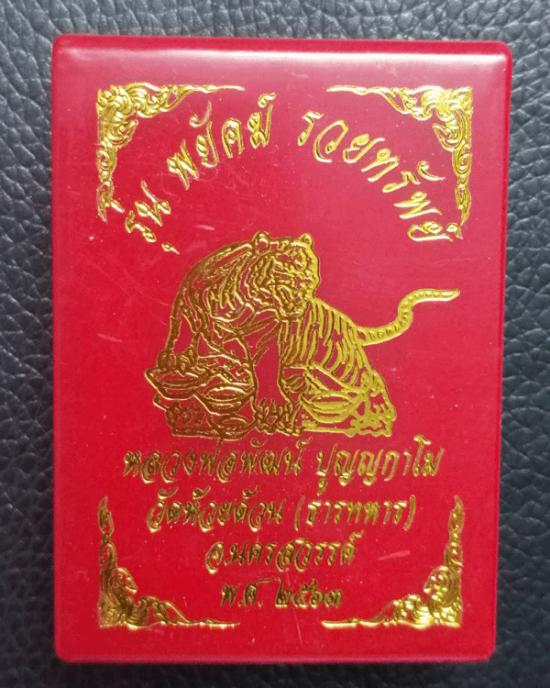 รุ่น พยัคฆ์ รวยทรัพย์
หลวงพ่อพัฒน์ ปุญญกาโม
วัดห้วยด้วน (ธารทหาร)
จ.นครสวรรค์
พ.ศ. ๒๕๖๓